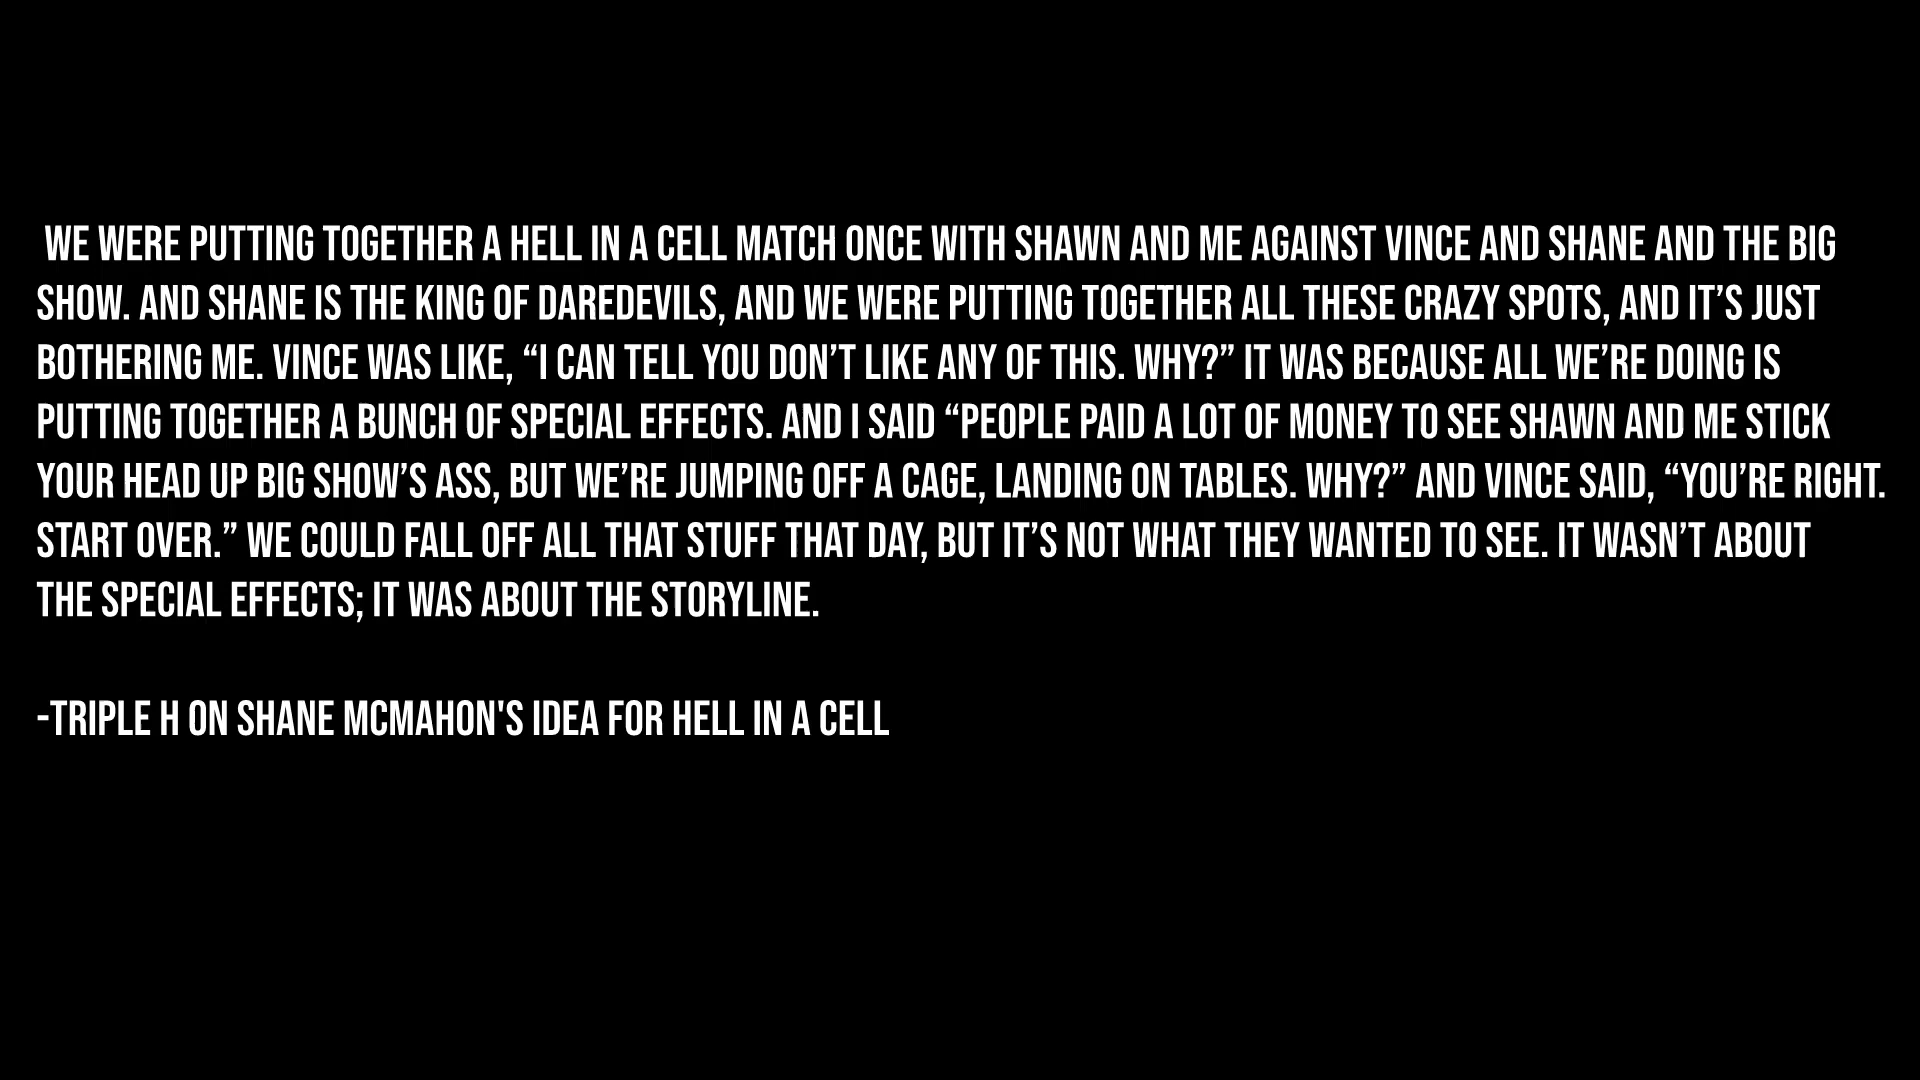 WE WERE PUTTING TOGETHER A HELL IN A CELL MATCH ONCE WITH SHAWN AND ME AGAINST VINCE AND SHANE AND THE BIG
SHOW. AND SHANE IS THE KING OF DAREDEVILS, AND WE WERE PUTTING TOGETHER ALL THESE CRAZY SPOTS, AND IT’S JUST
BOTHERING ME. VINCE WAS LIKE, “I CAN TELL YOU DON’T LIKE ANY OF THIS. WHY?” IT WAS BECAUSE ALL WE’RE DOING IS
PUTTING TOGETHER A BUNCH OF SPECIAL EFFECTS. AND I SAID “PEOPLE PAID A LOT OF MONEY TO SEE SHAWN AND ME STICK
YOUR HEAD UP BIG SHOW’S ASS, BUT WE’RE JUMPING OFF A CAGE, LANDING ON TABLES. WHY?” AND VINCE SAID, “YOU’RE RIGHT.
START OVER.” WE COULD FALL OFF ALL THAT STUFF THAT DAY, BUT IT’S NOT WHAT THEY WANTED TO SEE. IT WASN’T ABOUT
THE SPECIAL EFFECTS; IT WAS ABOUT THE STORYLINE.
-TRIPLE H ON SHANE MCMAHON'S IDEA FOR HELL IN A CELL